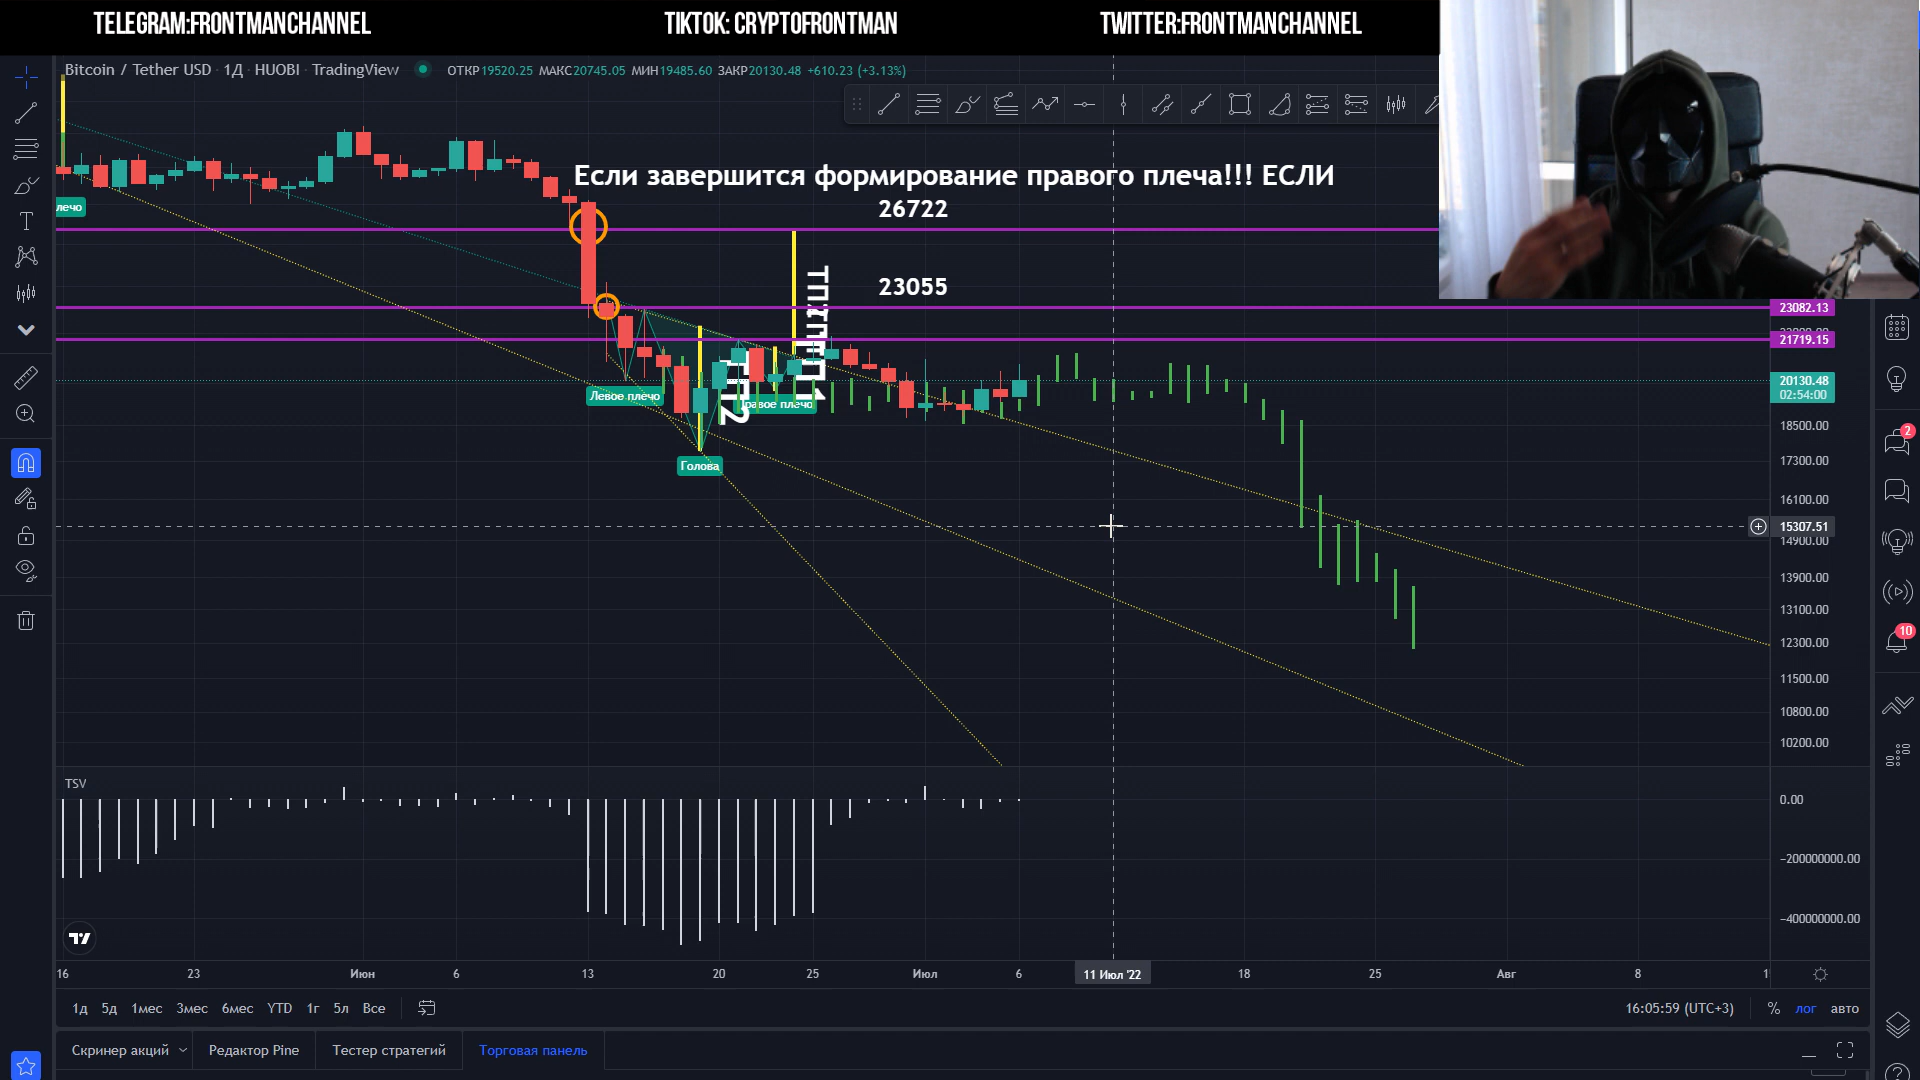 TELEGRAM:FRONTMANCHANNEL
TIKTOK: CRYPTOFRONTMAN
TWITTER:FRONTMANCHANNEL
Bitcoin / Tether USD · 1Д · HUOBI · TradingView
ОТКР19520.25 МАКС20745.05 МИН19485.60 ЗАКР20130.48 +610.23 (+3.13%)
Если завершится формирование правого плеча!!! ЕСЛИ
26722
23055
лечо
Левое плечо
Правое плечо
Голова
23082.13
21719.15
20130.48
02:54:00
18500.00
17300.00
16100.00
15307.51
14900.00
13900.00
13100.00
12300.00
11500.00
10800.00
10200.00
TSV
0.00
−200000000.00
−400000000.00
2
10
16
23
Июн
6
13
20
25
Июл
6
11 Июл '22
18
25
Авг
8
1д
5д
1мес
3мес
6мес
YTD
1г
5л
Все
16:05:59 (UTC+3)
%
лог
авто
Скринер акций
Редактор Pine
Тестер стратегий
Торговая панель